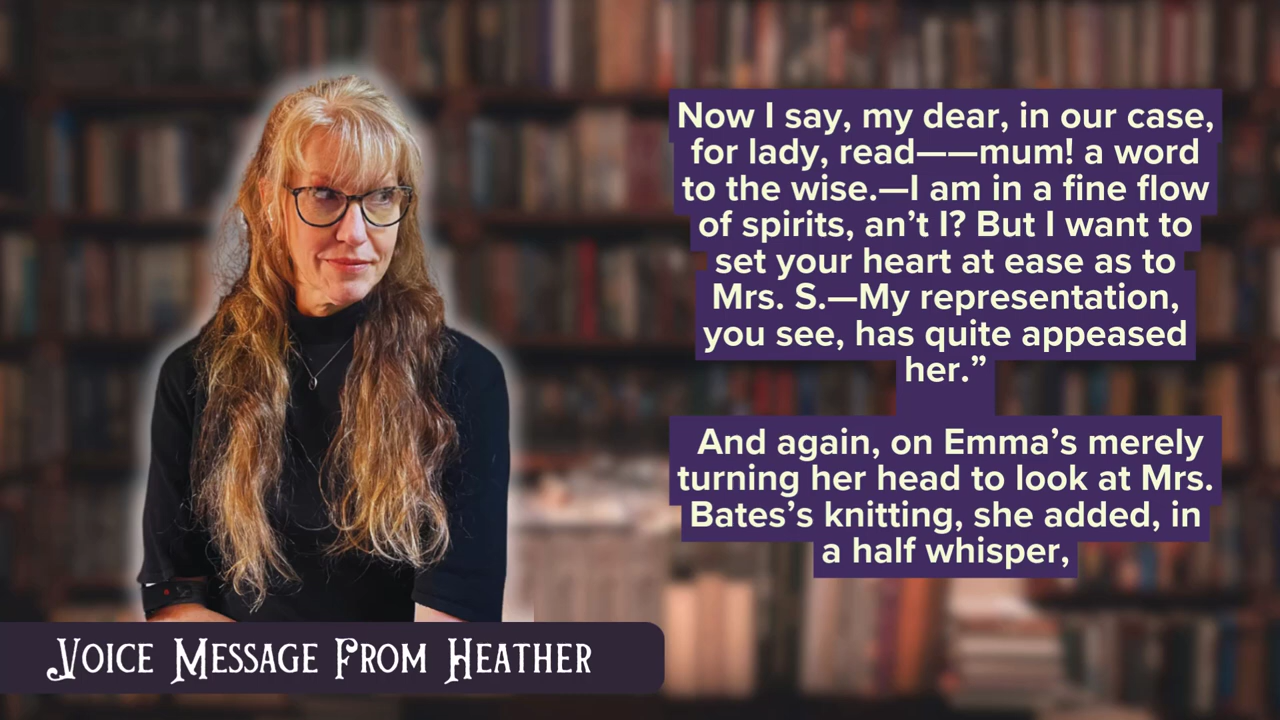 Now I say, my dear, in our case,
for lady, read——mum! a word
to the wise.—I am in a fine flow
of spirits, an’t I? But I want to
set your heart at ease as to
Mrs. S.—My representation,
you see, has quite appeased
her.”
And again, on Emma’s merely
turning her head to look at Mrs.
Bates’s knitting, she added, in
a half whisper,
Voice Message From Heather